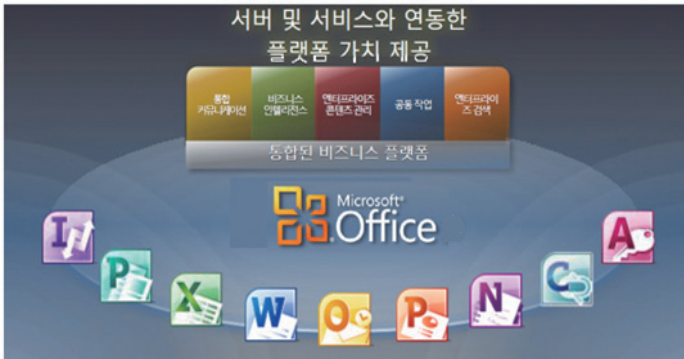 서버 및 서비스와 연동한
플랫폼 가치 제공
통합
커뮤니케이션
비즈니스
인텔리전스
엔터프라이즈
콘텐츠 관리
공동 작업
엔터프라이
즈 검색
통합된 비즈니스 플랫폼
Microsoft®
Office
I
P
X
W
O
P
N
C
A